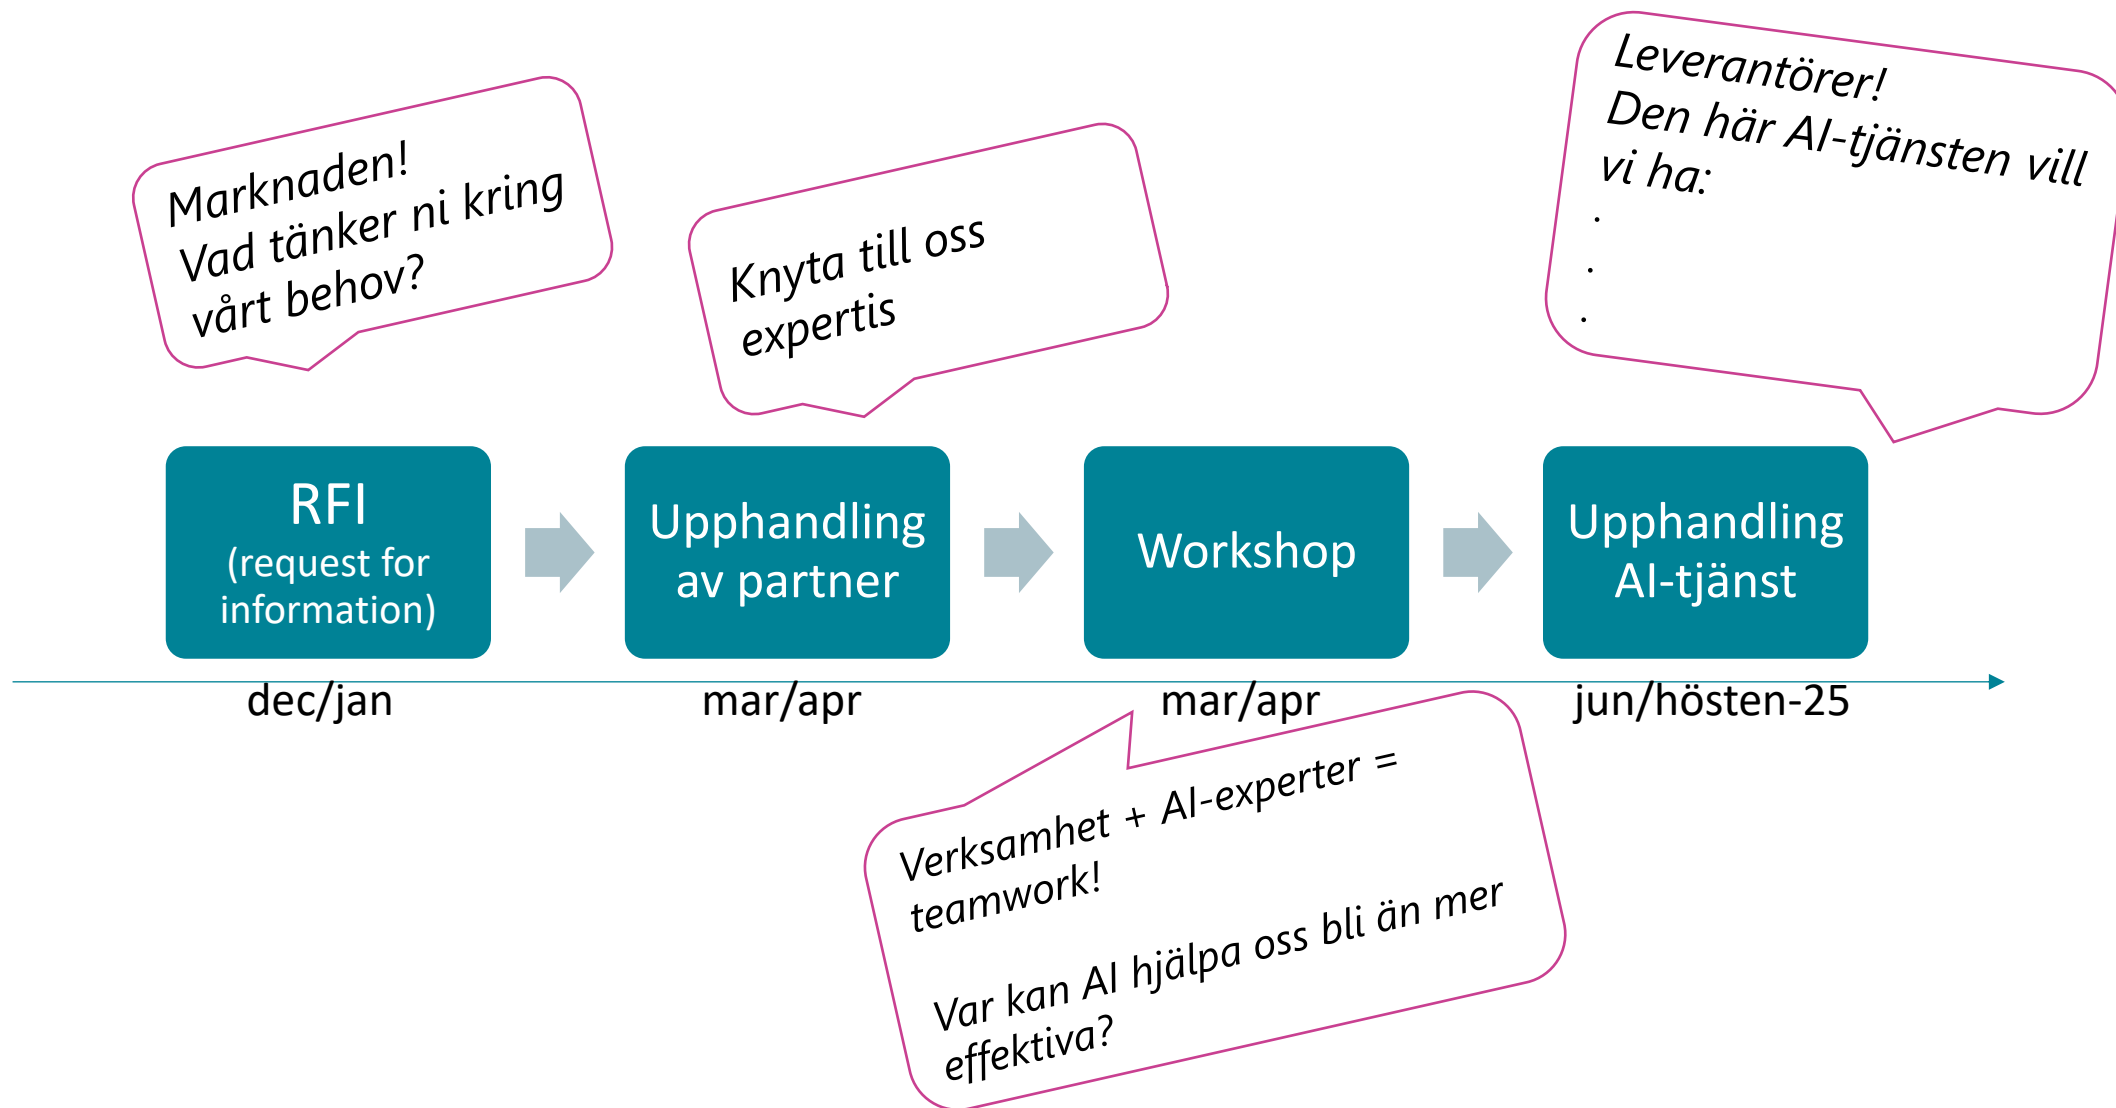 Marknaden!
Vad tänker ni kring
vårt behov?
Knyta till oss
expertis
Leverantörer!
Den här AI-tjänsten vill
vi ha:
.
.
.
RFI
(request for
information)
Upphandling
av partner
Workshop
Upphandling
AI-tjänst
dec/jan
mar/apr
mar/apr
jun/hösten-25
Verksamhet + AI-experter =
teamwork!
Var kan AI hjälpa oss bli än mer
effektiva?